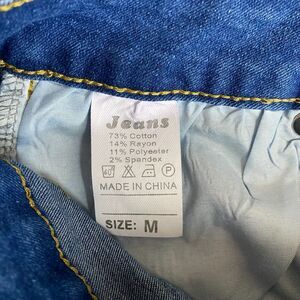 Jeans
73% Cotton
14% Rayon
11% Polyester
2% Spandex
40° P
MADE IN CHINA
SIZE: M